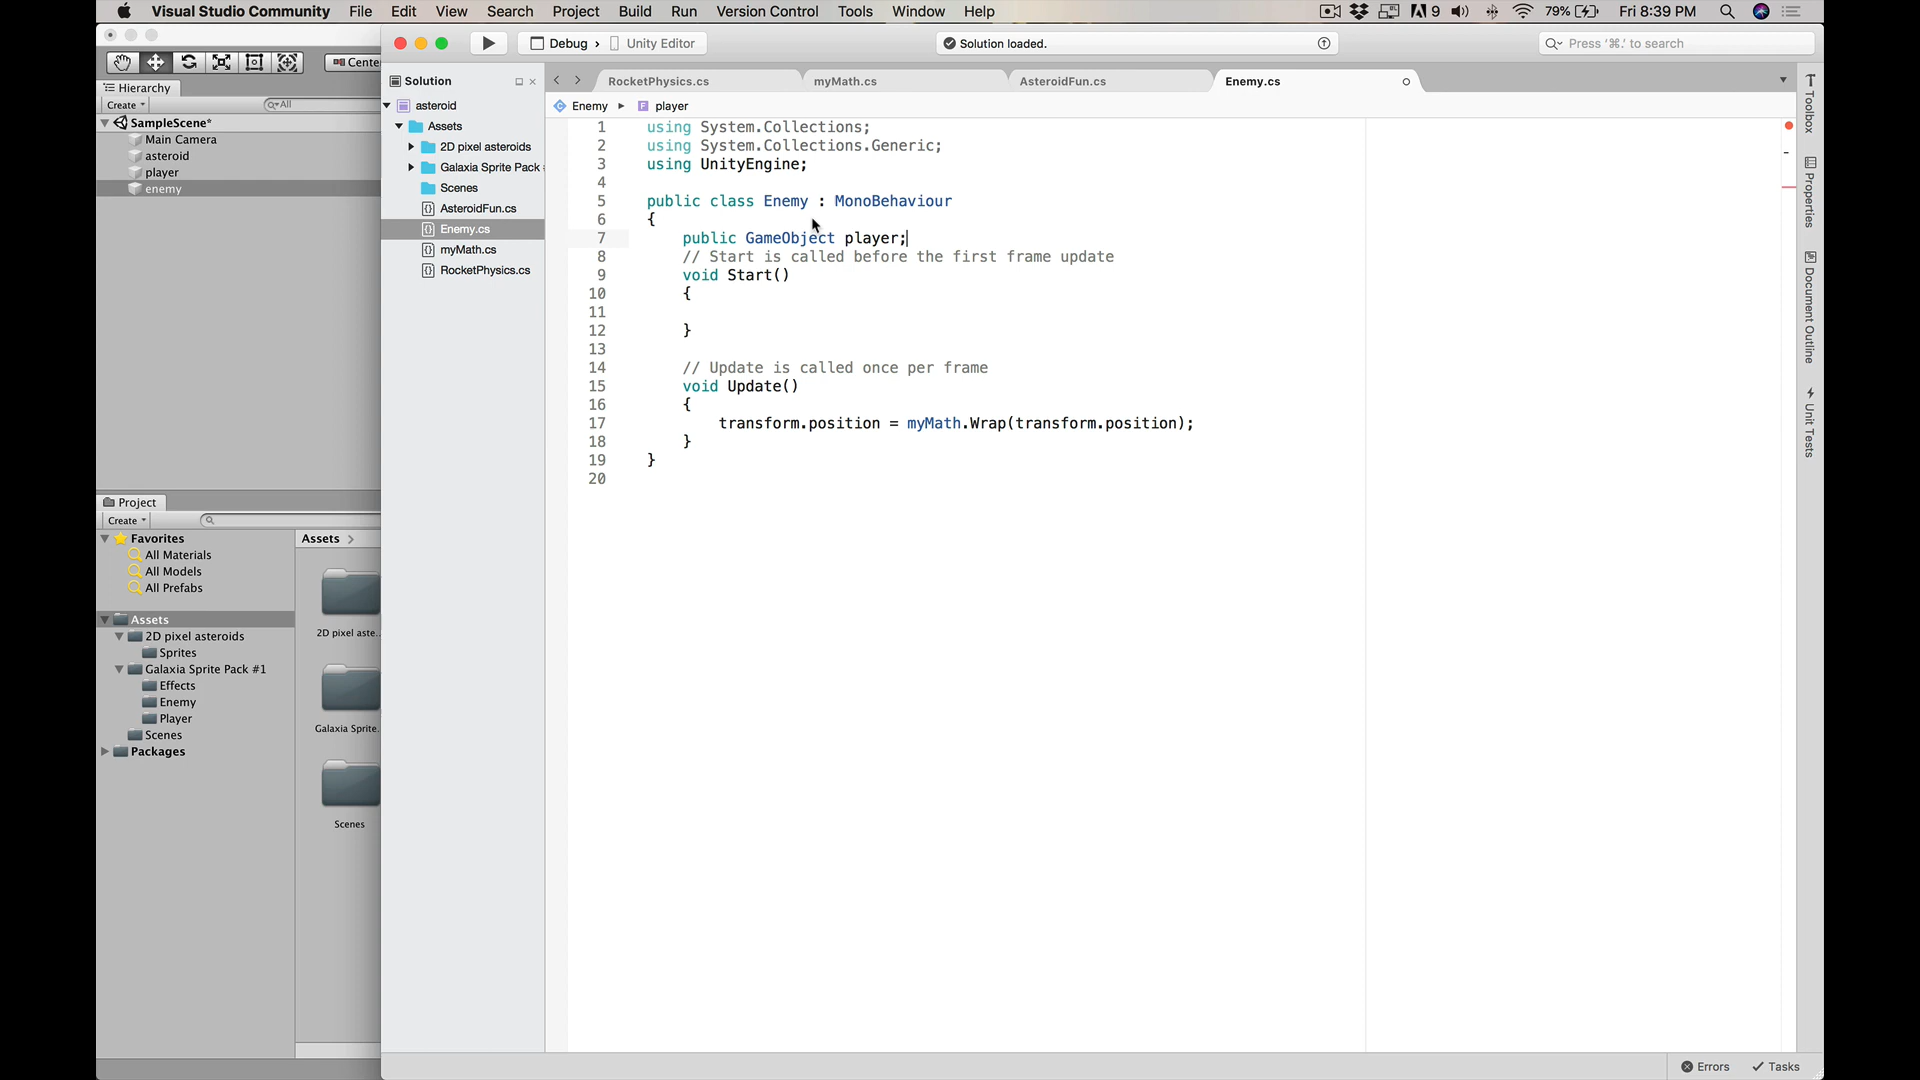 Visual Studio Community File Edit View Search Project Build Run Version Control Tools Window Help 9 79% Fri 8:39 PM
Debug › Unity Editor Solution loaded. Press '⌘.' to search
Center
Hierarchy
Create All
SampleScene*
Main Camera
asteroid
player
enemy
Project
Create
Favorites
All Materials
All Models
All Prefabs
Assets
2D pixel asteroids
Sprites
Galaxia Sprite Pack #1
Effects
Enemy
Player
Scenes
Packages
Assets
2D pixel aste...
Galaxia Sprite.
Scenes
Solution
asteroid
Assets
2D pixel asteroids
Galaxia Sprite Pack
Scenes
AsteroidFun.cs
Enemy.cs
myMath.cs
RocketPhysics.cs
RocketPhysics.cs myMath.cs AsteroidFun.cs Enemy.cs
Enemy player
1 using System.Collections;
2 using System.Collections.Generic;
3 using UnityEngine;
4
5 public class Enemy : MonoBehaviour
6 {
7 public GameObject player;
8 // Start is called before the first frame update
9 void Start()
10 {
11
12 }
13
14 // Update is called once per frame
15 void Update()
16 {
17 transform.position = myMath.Wrap(transform.position);
18 }
19 }
20
Toolbox
Properties
Document Outline
Unit Tests
Errors Tasks